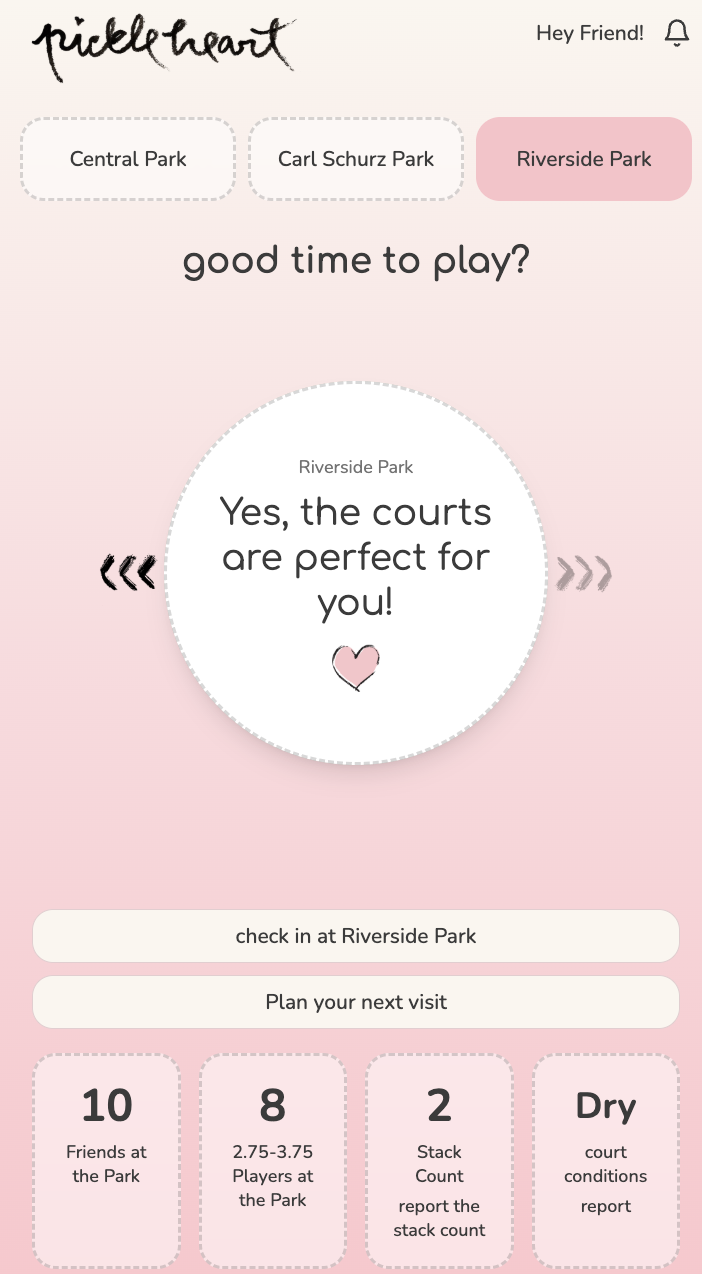 pickleheart
Hey Friend!
Central Park
Carl Schurz Park
Riverside Park
good time to play?
Riverside Park
Yes, the courts
are perfect for
you!
check in at Riverside Park
Plan your next visit
10
Friends at
the Park
8
2.75-3.75
Players at
the Park
2
Stack
Count
report the
stack count
Dry
court
conditions
report